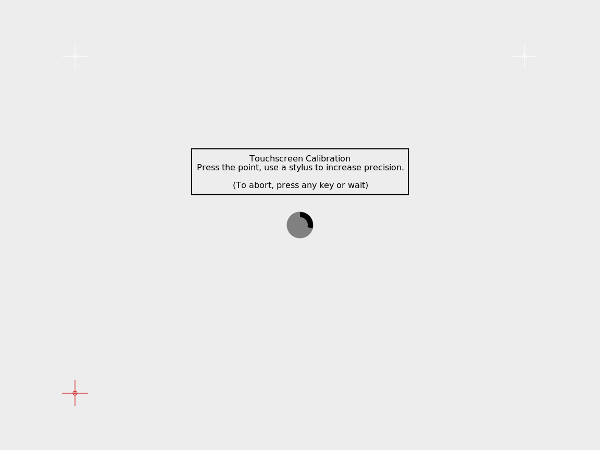 Touchscreen Calibration
Press the point, use a stylus to increase precision.
(To abort, press any key or wait)